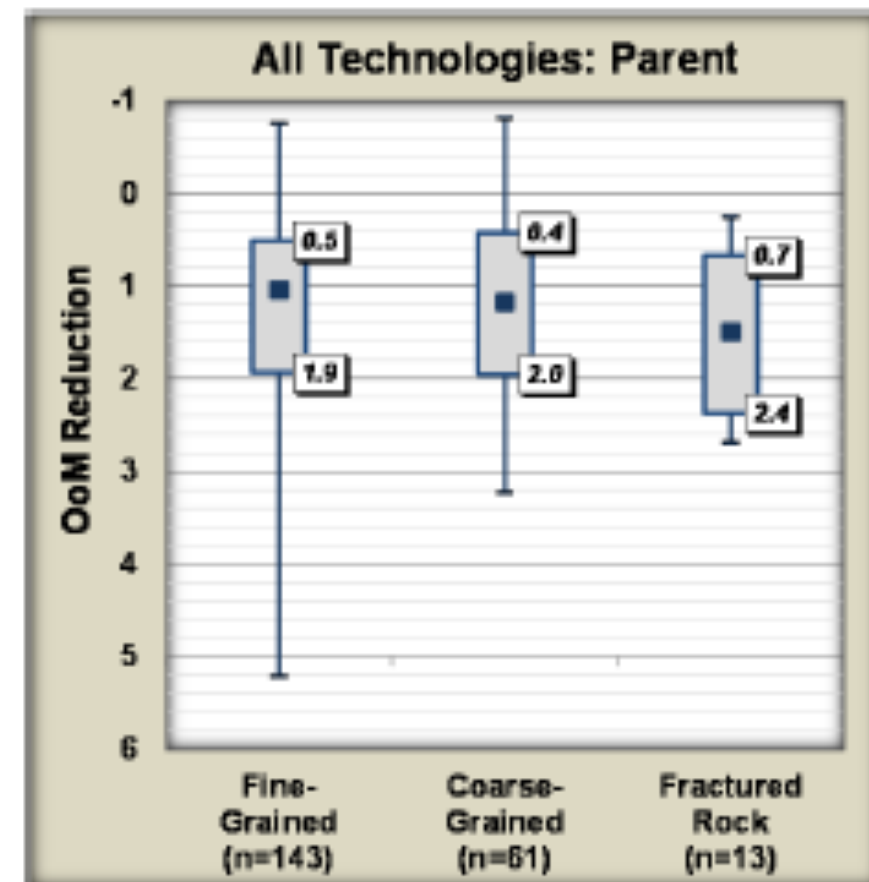 All Technologies: Parent
OoM Reduction
-1
0
1
2
3
4
5
6
0.5
1.9
0.4
2.0
0.7
2.4
Fine-
Grained
(n=143)
Coarse-
Grained
(n=61)
Fractured
Rock
(n=13)